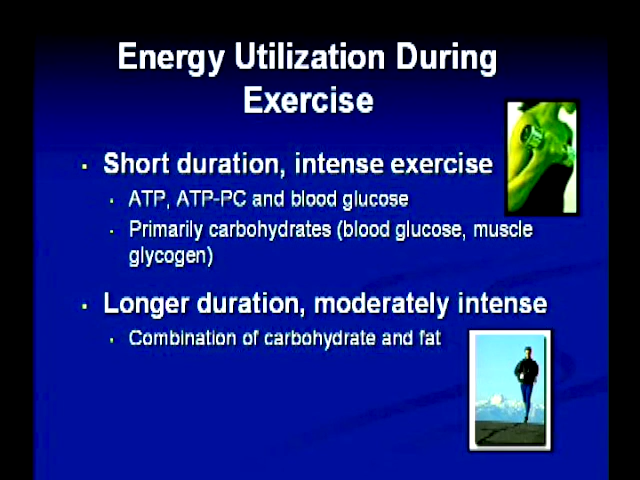 Energy Utilization During
Exercise
Short duration, intense exercise
ATP, ATP-PC and blood glucose
Primarily carbohydrates (blood glucose, muscle
glycogen)
Longer duration, moderately intense
Combination of carbohydrate and fat